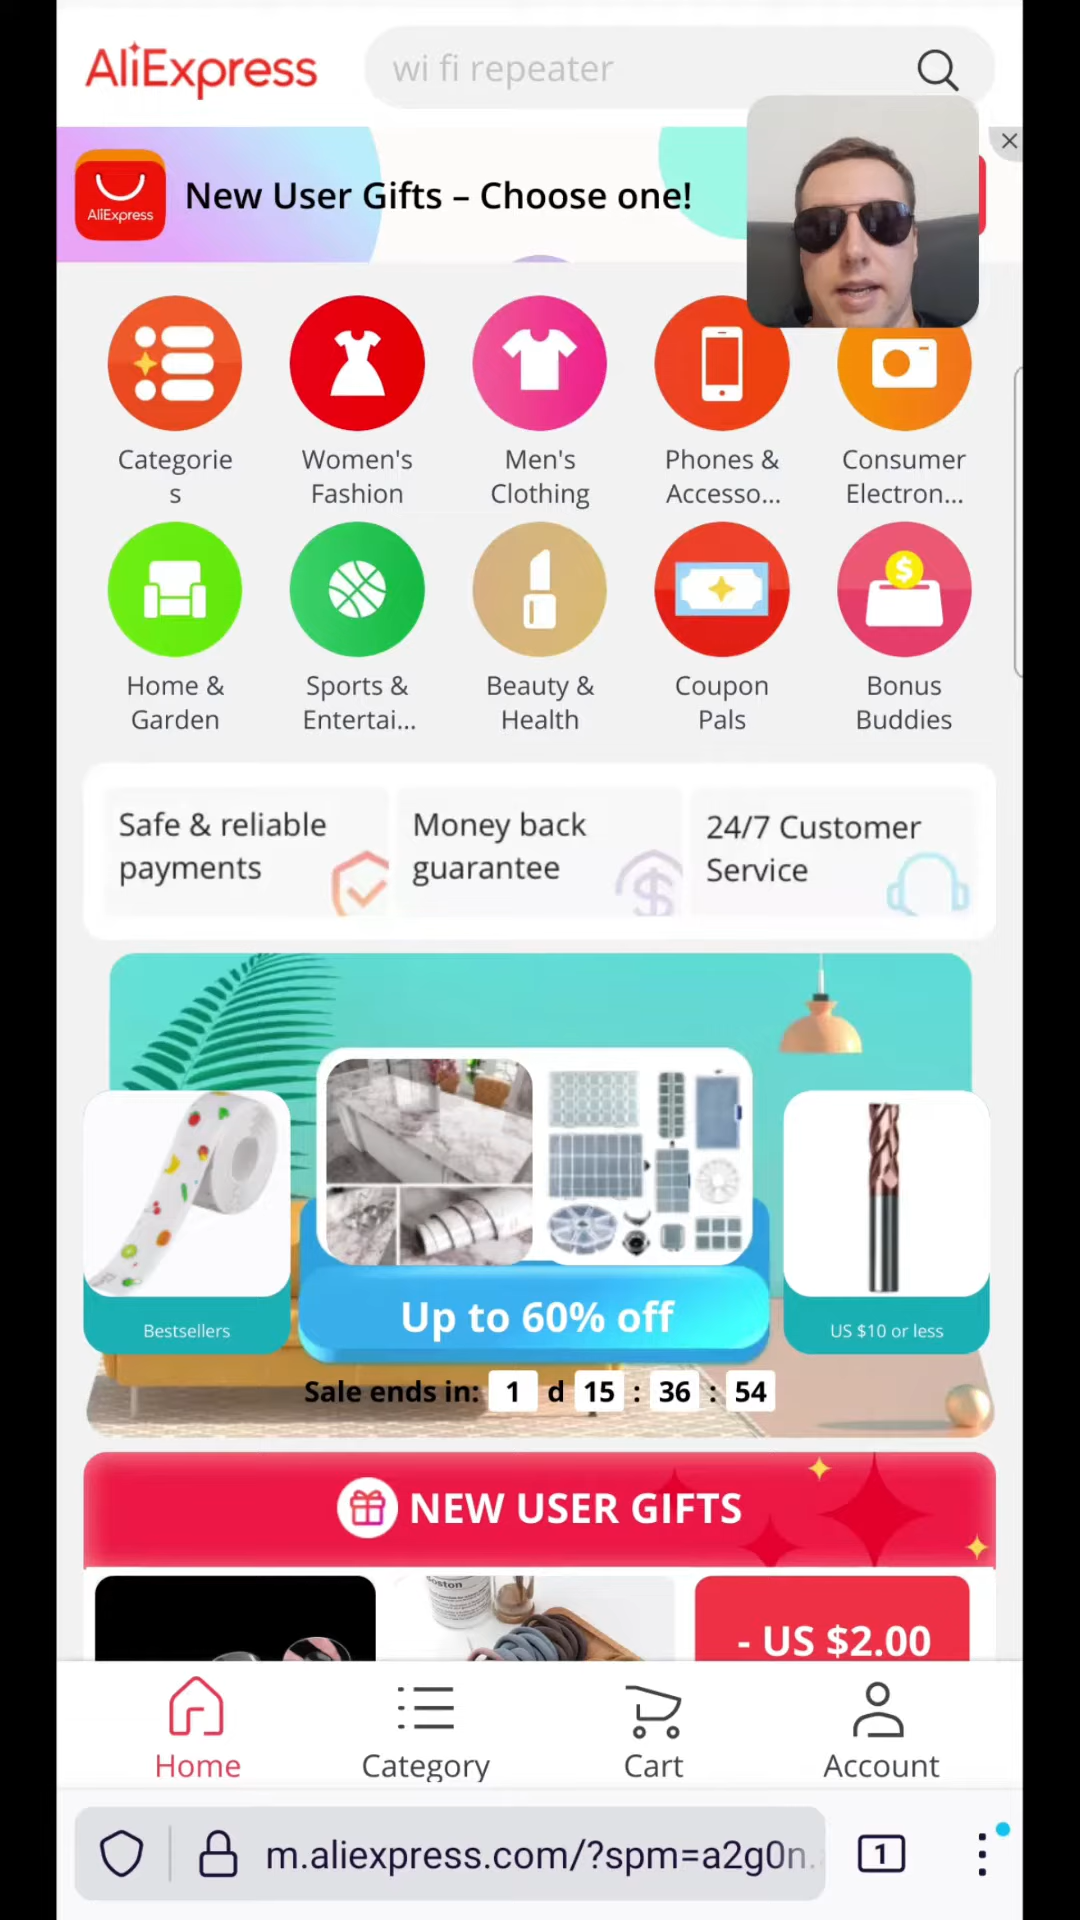 AliExpress
wi fi repeater
AliExpress
New User Gifts – Choose one!
Categorie
s
Women's
Fashion
Men's
Clothing
Phones &
Accesso...
Consumer
Electron...
Home &
Garden
Sports &
Entertai...
Beauty &
Health
Coupon
Pals
Bonus
Buddies
Safe & reliable
payments
Money back
guarantee
24/7 Customer
Service
Bestsellers
Up to 60% off
US $10 or less
Sale ends in: 1 d 15 : 36 : 54
NEW USER GIFTS
- US $2.00
Home
Category
Cart
Account
m.aliexpress.com/?spm=a2g0n.
1